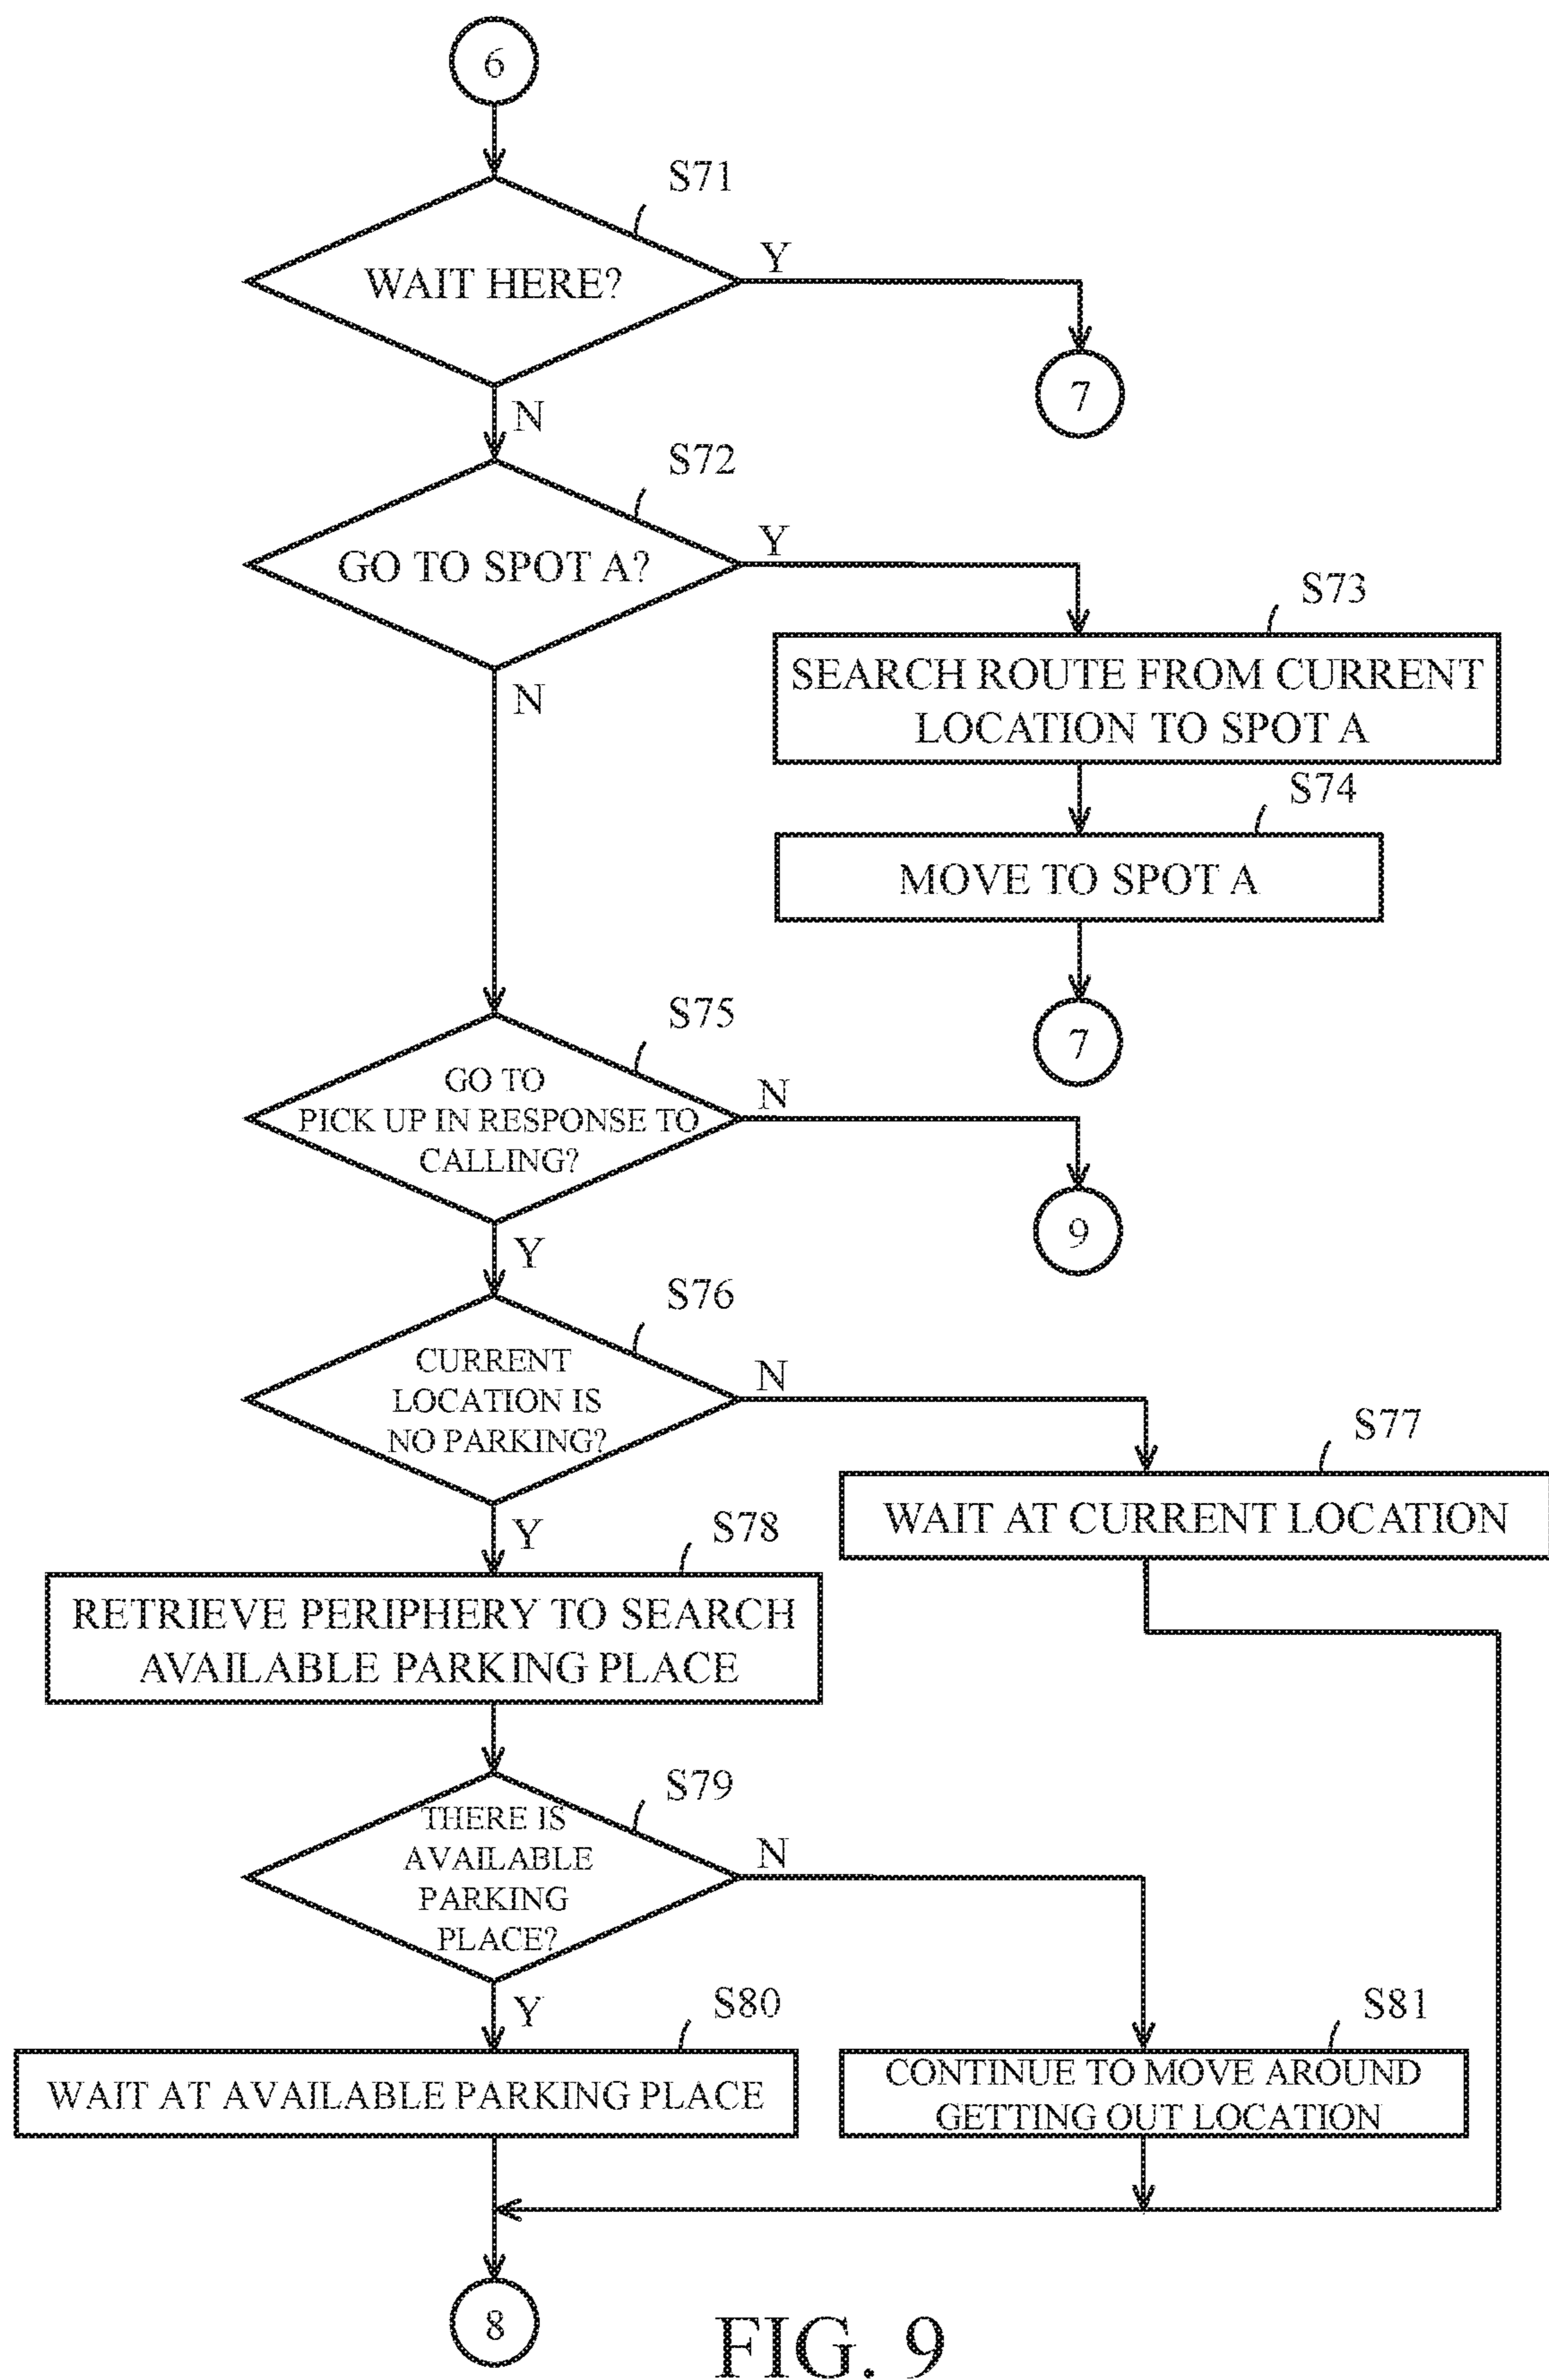 6
S71
WAIT HERE?
Y
7
N
S72
GO TO SPOT A?
Y
S73
SEARCH ROUTE FROM CURRENT
LOCATION TO SPOT A
N
S74
MOVE TO SPOT A
7
S75
GO TO
PICK UP IN RESPONSE TO
CALLING?
N
9
Y
S76
CURRENT
LOCATION IS
NO PARKING?
N
S77
WAIT AT CURRENT LOCATION
Y
S78
RETRIEVE PERIPHERY TO SEARCH
AVAILABLE PARKING PLACE
S79
THERE IS
AVAILABLE
PARKING
PLACE?
N
Y
S80
WAIT AT AVAILABLE PARKING PLACE
S81
CONTINUE TO MOVE AROUND
GETTING OUT LOCATION
8
FIG. 9